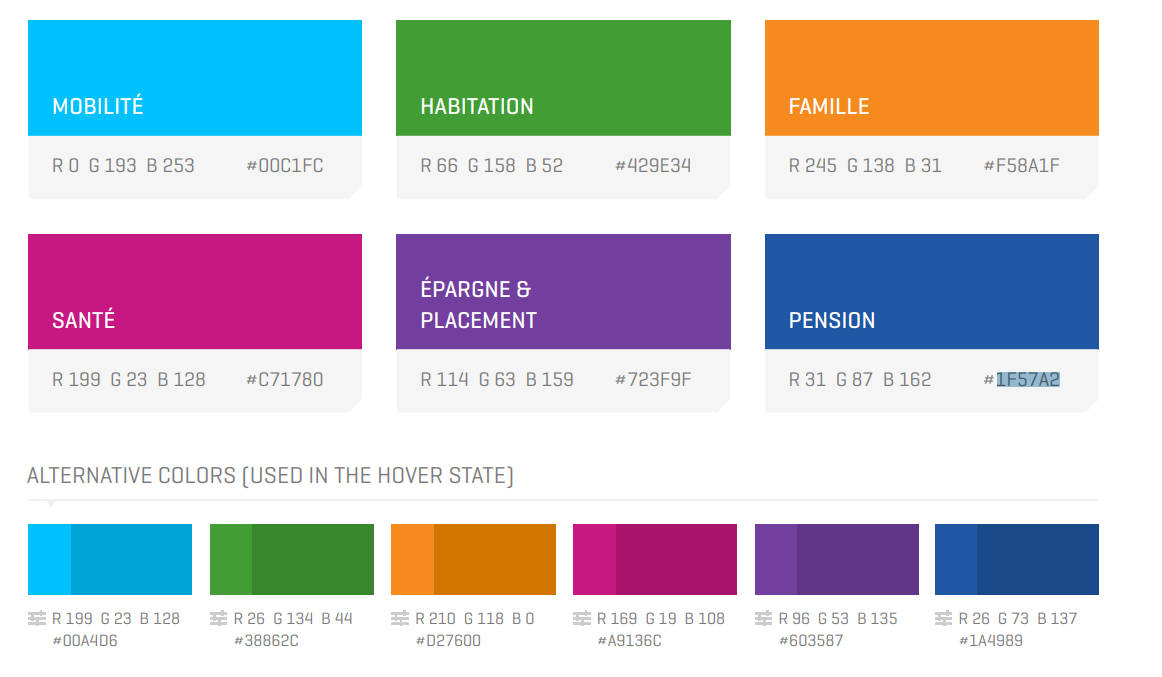 MOBILITÉ
R 0 G 193 B 253 #00C1FC
HABITATION
R 66 G 158 B 52 #429E34
FAMILLE
R 245 G 138 B 31 #F58A1F
SANTÉ
R 199 G 23 B 128 #C71780
ÉPARGNE &
PLACEMENT
R 114 G 63 B 159 #723F9F
PENSION
R 31 G 87 B 162 #1F57A2
ALTERNATIVE COLORS (USED IN THE HOVER STATE)
R 199 G 23 B 128
#00A4D6
R 26 G 134 B 44
#38862C
R 210 G 118 B 0
#D27600
R 169 G 19 B 108
#A9136C
R 96 G 53 B 135
#603587
R 26 G 73 B 137
#1A4989